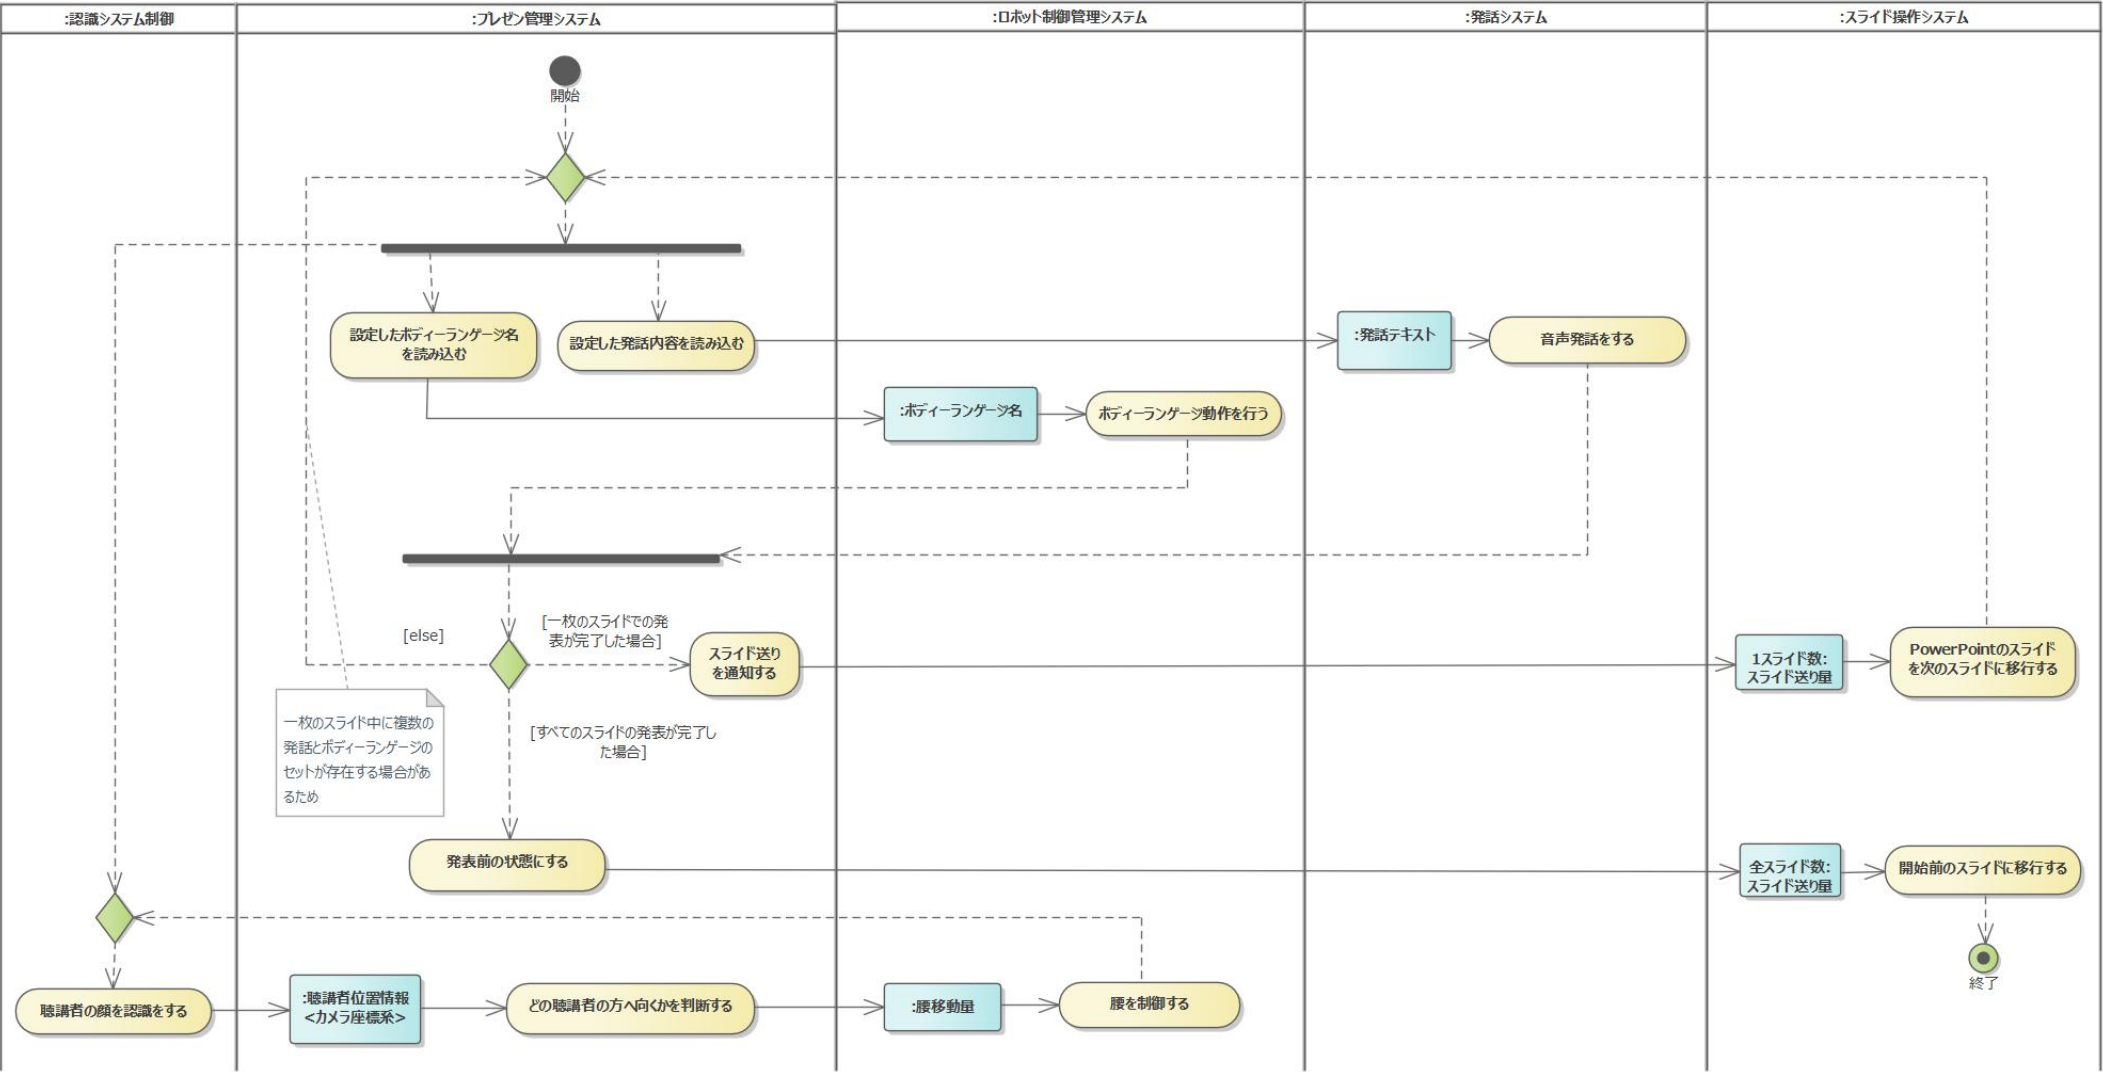 :認識システム制御
:プレゼン管理システム
:ロボット制御管理システム
:発話システム
:スライド操作システム
開始
設定したボディーランゲージ名
を読み込む
設定した発話内容を読み込む
:発話テキスト
音声発話をする
:ボディーランゲージ名
ボディーランゲージ動作を行う
[else]
[一枚のスライドでの発
表が完了した場合]
スライド送り
を通知する
1スライド数:
スライド送り量
PowerPointのスライド
を次のスライドに移行する
一枚のスライド中に複数の
発話とボディーランゲージの
セットが存在する場合があ
るため
[すべてのスライドの発表が完了し
た場合]
発表前の状態にする
全スライド数:
スライド送り量
開始前のスライドに移行する
終了
聴講者の顔を認識をする
:聴講者位置情報
<カメラ座標系>
どの聴講者の方へ向くかを判断する
:腰移動量
腰を制御する